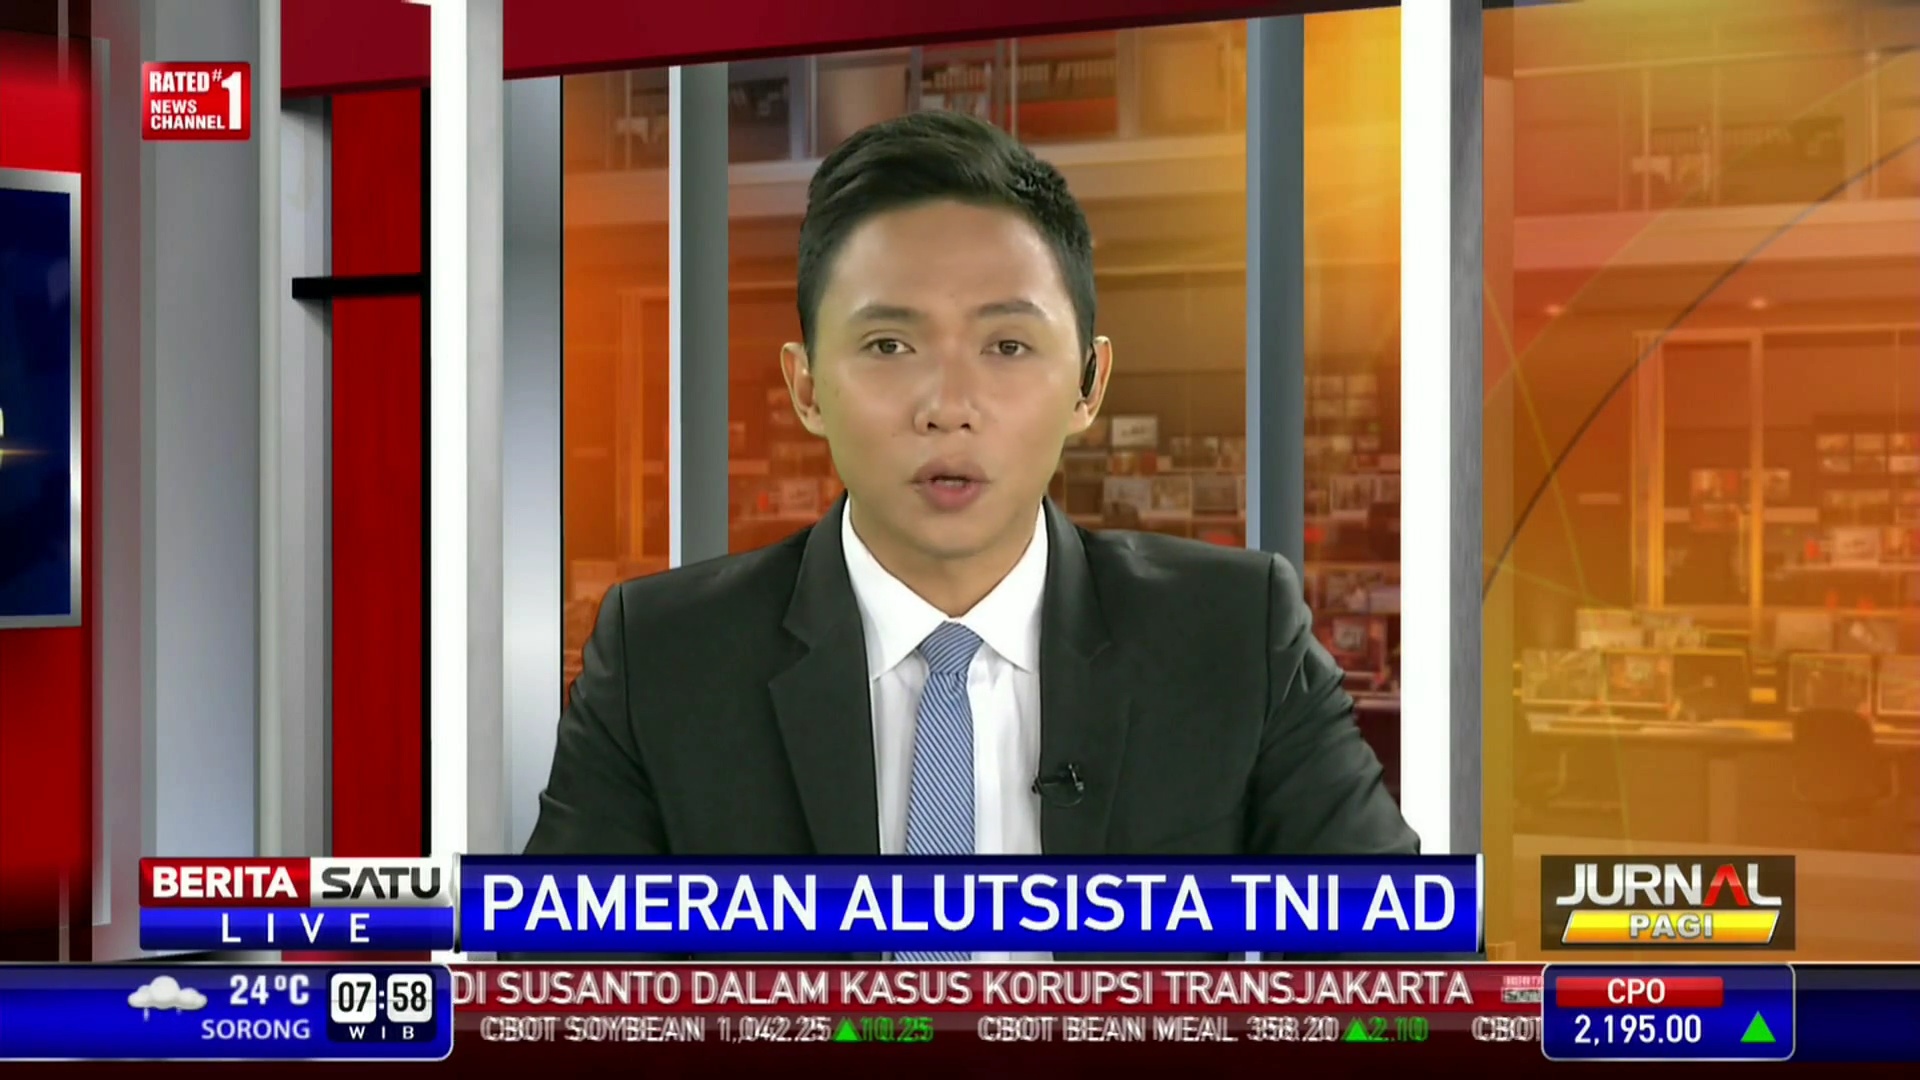 RATED #1
NEWS
CHANNEL
BERITA SATU
LIVE
PAMERAN ALUTSISTA TNI AD
JURNAL
PAGI
24°C
SORONG
07:58
WIB
DI SUSANTO DALAM KASUS KORUPSI TRANSJAKARTA
CBOT SOYBEAN 1,042.25 ▲10.25 CBOT BEAN MEAL 358.20 ▲2.10 CBOT
CPO
2,195.00 ▲